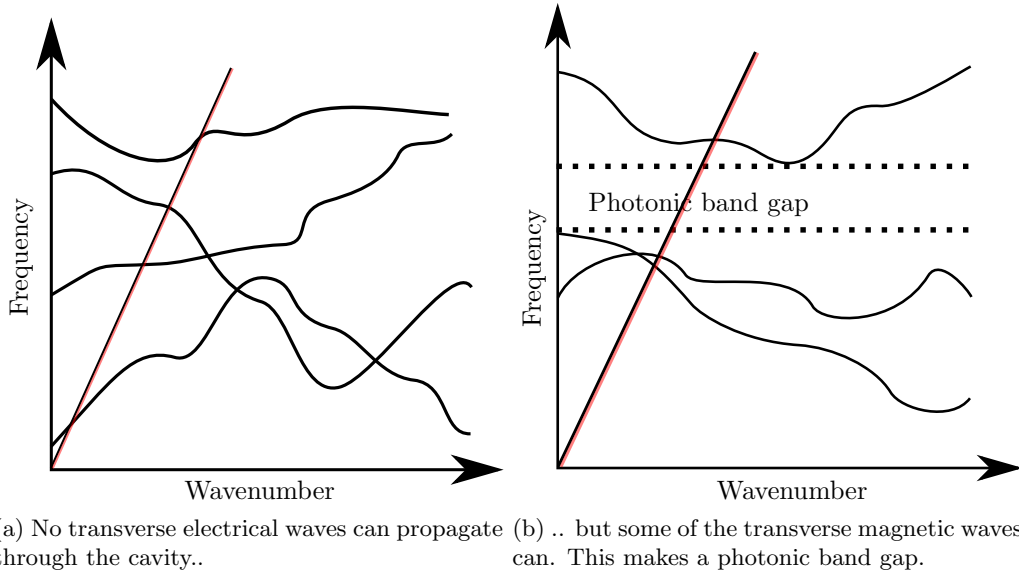 Frequency
Wavenumber
(a) No transverse electrical waves can propagate
through the cavity..
Photonic band gap
Frequency
Wavenumber
(b) .. but some of the transverse magnetic waves
can. This makes a photonic band gap.